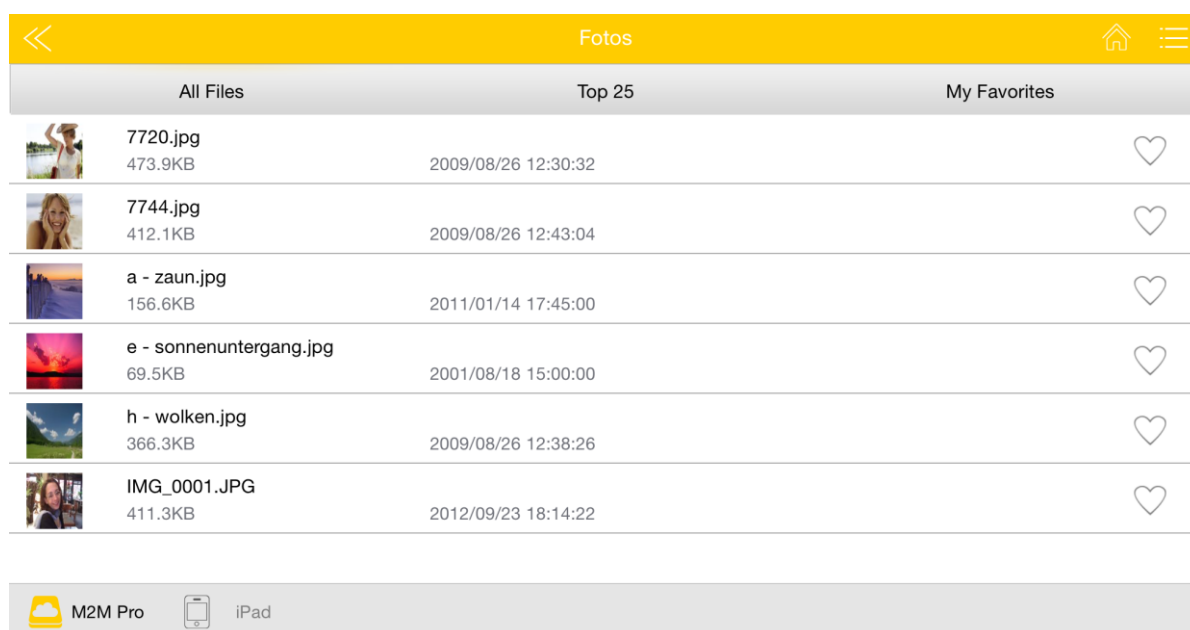 Fotos
All Files Top 25 My Favorites
7720.jpg
473.9KB 2009/08/26 12:30:32
7744.jpg
412.1KB 2009/08/26 12:43:04
a - zaun.jpg
156.6KB 2011/01/14 17:45:00
e - sonnenuntergang.jpg
69.5KB 2001/08/18 15:00:00
h - wolken.jpg
366.3KB 2009/08/26 12:38:26
IMG_0001.JPG
411.3KB 2012/09/23 18:14:22
M2M Pro iPad